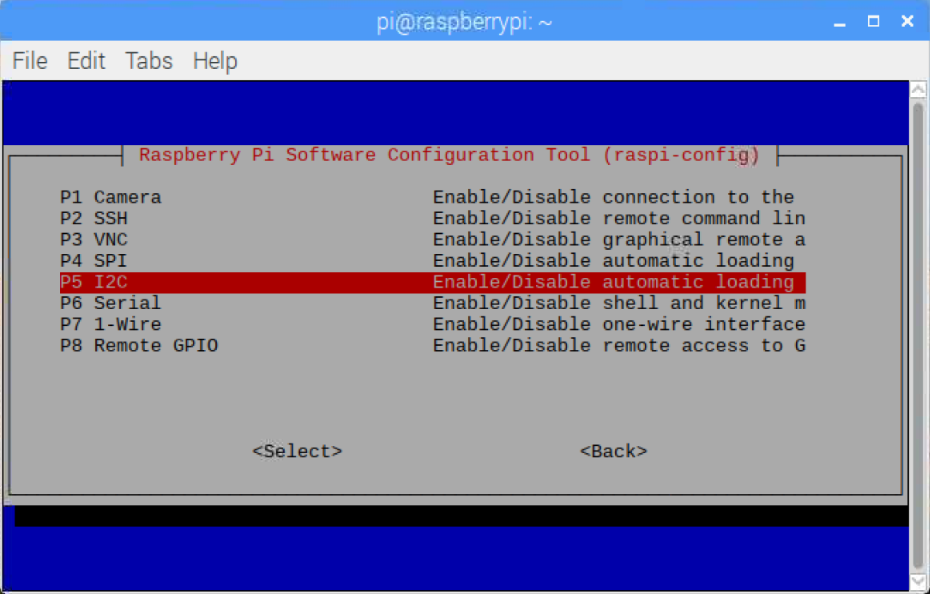 pi@raspberrypi: ~
File Edit Tabs Help
Raspberry Pi Software Configuration Tool (raspi-config)
P1 Camera Enable/Disable connection to the
P2 SSH Enable/Disable remote command lin
P3 VNC Enable/Disable graphical remote a
P4 SPI Enable/Disable automatic loading
P5 I2C Enable/Disable automatic loading
P6 Serial Enable/Disable shell and kernel m
P7 1-Wire Enable/Disable one-wire interface
P8 Remote GPIO Enable/Disable remote access to G
<Select> <Back>